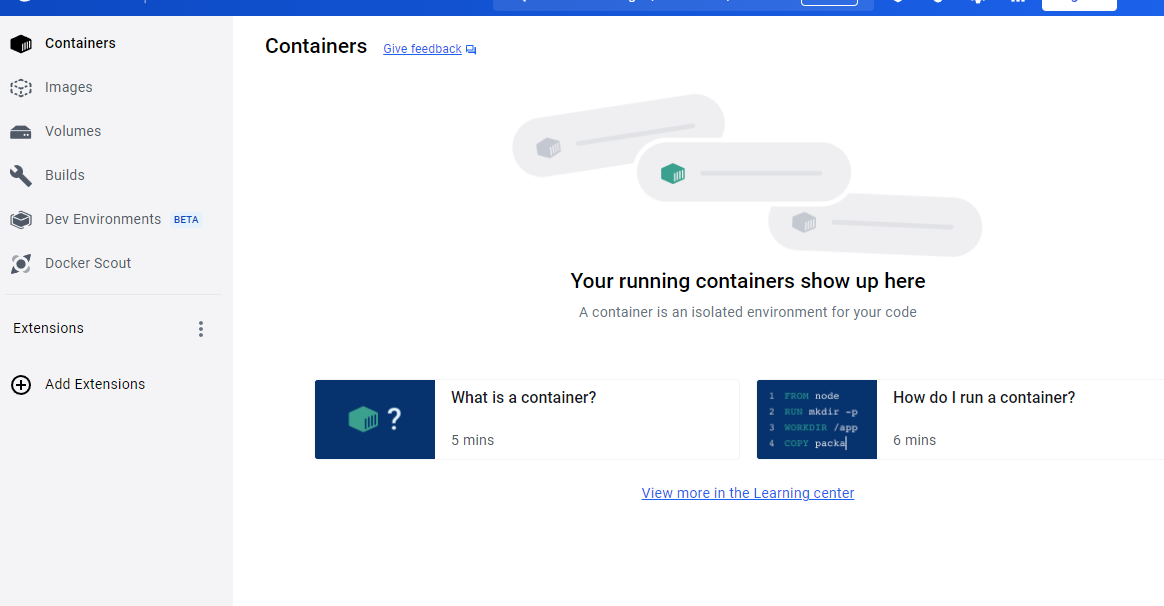 Containers
Images
Volumes
Builds
Dev Environments BETA
Docker Scout
Extensions
Add Extensions
Containers Give feedback
Your running containers show up here
A container is an isolated environment for your code
?
What is a container?
5 mins
1 FROM node
2 RUN mkdir -p
3 WORKDIR /app
4 COPY packa
How do I run a container?
6 mins
View more in the Learning center